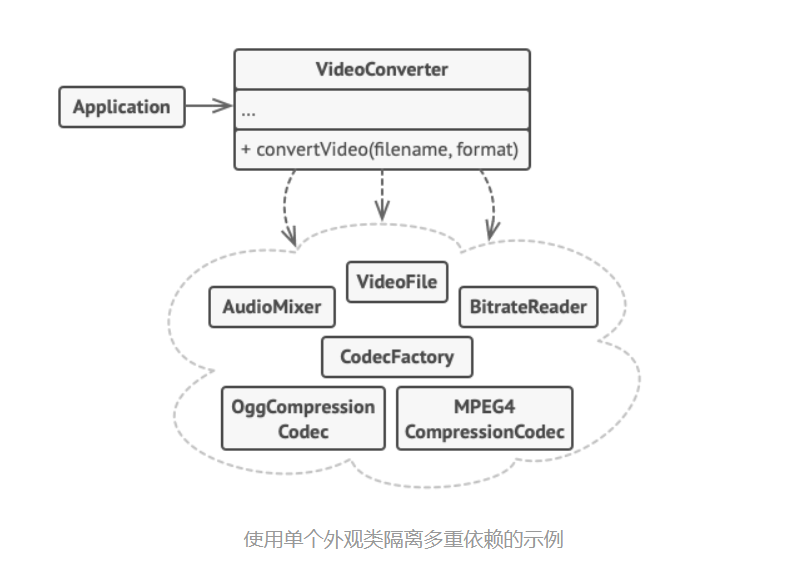 VideoConverter
Application
...
+ convertVideo(filename, format)
VideoFile
AudioMixer
BitrateReader
CodecFactory
OggCompression
Codec
MPEG4
CompressionCodec
使用单个外观类隔离多重依赖的示例